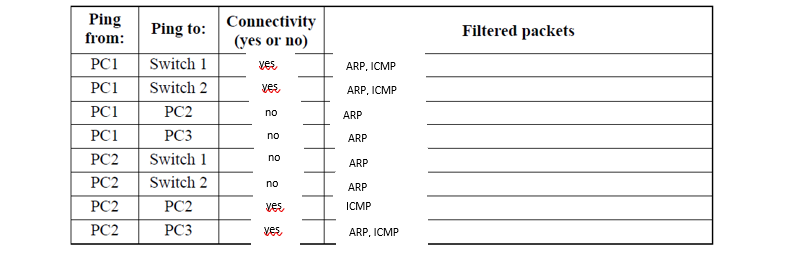 Ping from: Ping to: Connectivity (yes or no) Filtered packets
PC1 Switch 1 yes ARP, ICMP
PC1 Switch 2 yes ARP, ICMP
PC1 PC2 no ARP
PC1 PC3 no ARP
PC2 Switch 1 no ARP
PC2 Switch 2 no ARP
PC2 PC2 yes ICMP
PC2 PC3 yes ARP, ICMP